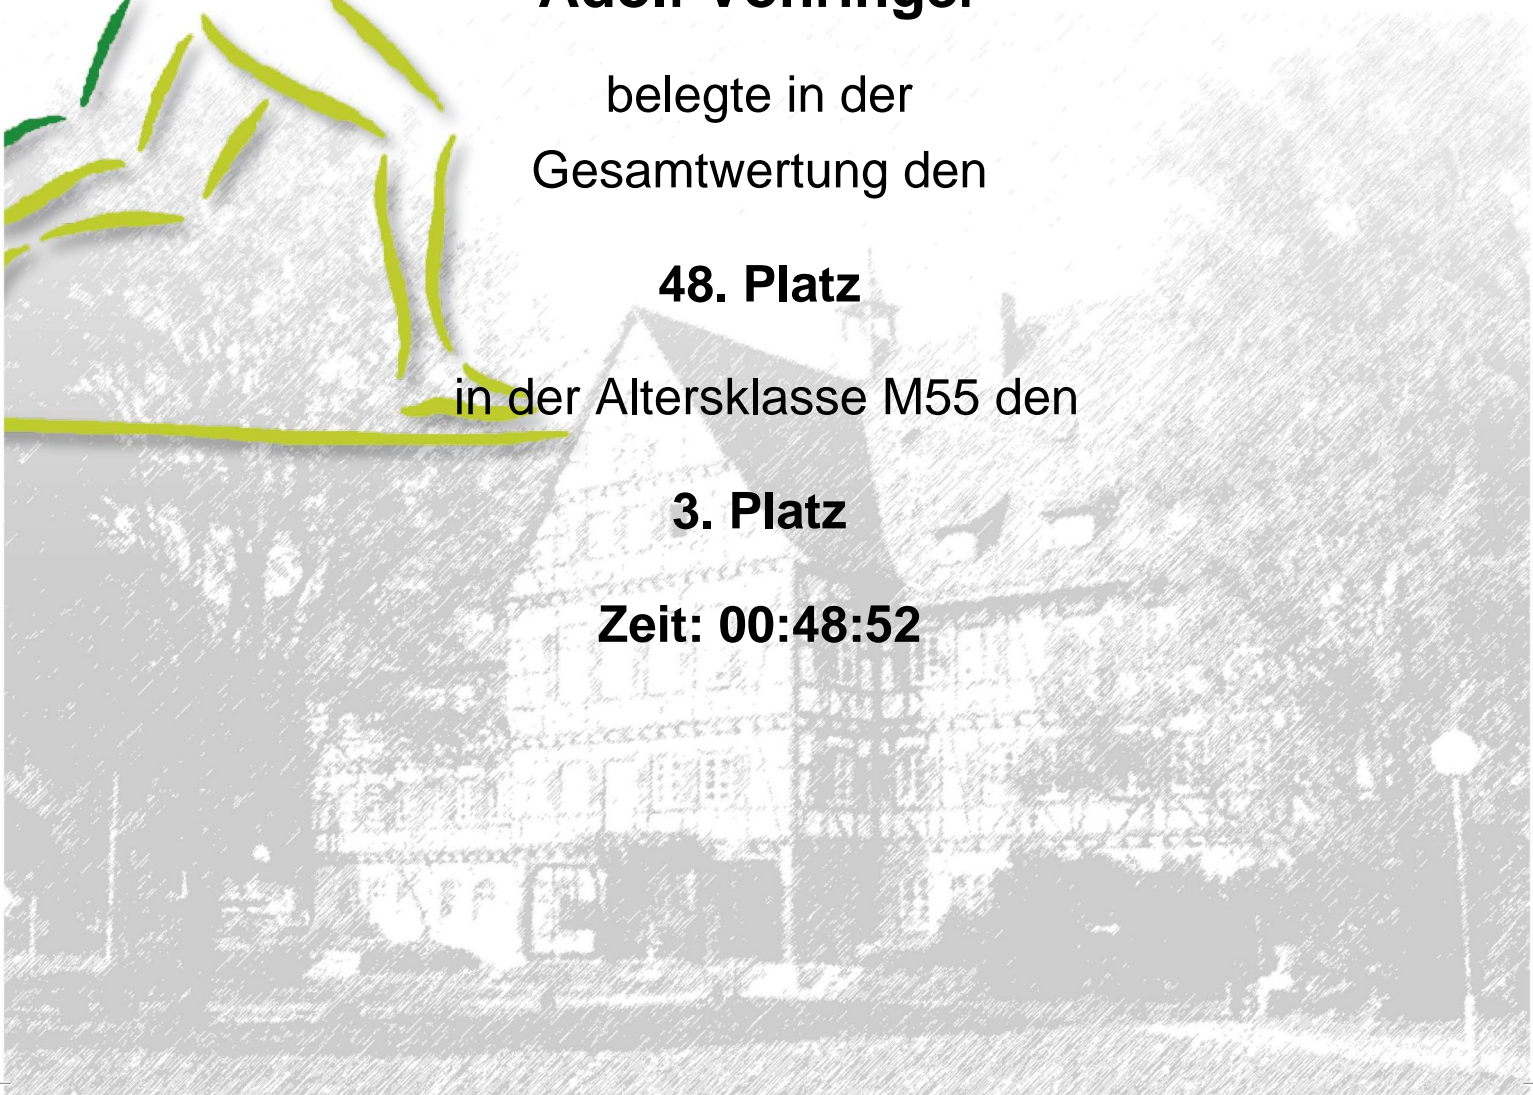 belegte in der
Gesamtwertung den
48. Platz
in der Altersklasse M55 den
3. Platz
Zeit: 00:48:52